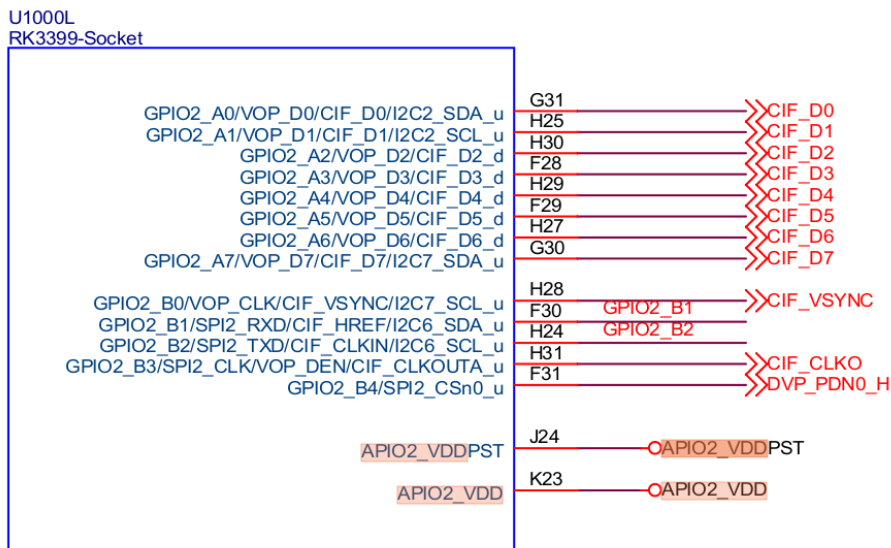 U1000L
RK3399-Socket
GPIO2_A0/VOP_D0/CIF_D0/I2C2_SDA_u G31 CIF_D0
GPIO2_A1/VOP_D1/CIF_D1/I2C2_SCL_u H25 CIF_D1
GPIO2_A2/VOP_D2/CIF_D2_d H30 CIF_D2
GPIO2_A3/VOP_D3/CIF_D3_d F28 CIF_D3
GPIO2_A4/VOP_D4/CIF_D4_d H29 CIF_D4
GPIO2_A5/VOP_D5/CIF_D5_d F29 CIF_D5
GPIO2_A6/VOP_D6/CIF_D6_d H27 CIF_D6
GPIO2_A7/VOP_D7/CIF_D7/I2C7_SDA_u G30 CIF_D7
GPIO2_B0/VOP_CLK/CIF_VSYNC/I2C7_SCL_u H28 CIF_VSYNC
GPIO2_B1/SPI2_RXD/CIF_HREF/I2C6_SDA_u F30 GPIO2_B1
GPIO2_B2/SPI2_TXD/CIF_CLKIN/I2C6_SCL_u H24 GPIO2_B2
GPIO2_B3/SPI2_CLK/VOP_DEN/CIF_CLKOUTA_u H31 CIF_CLKO
GPIO2_B4/SPI2_CSn0_u F31 DVP_PDN0_H
APIO2_VDDPST J24 APIO2_VDDPST
APIO2_VDD K23 APIO2_VDD